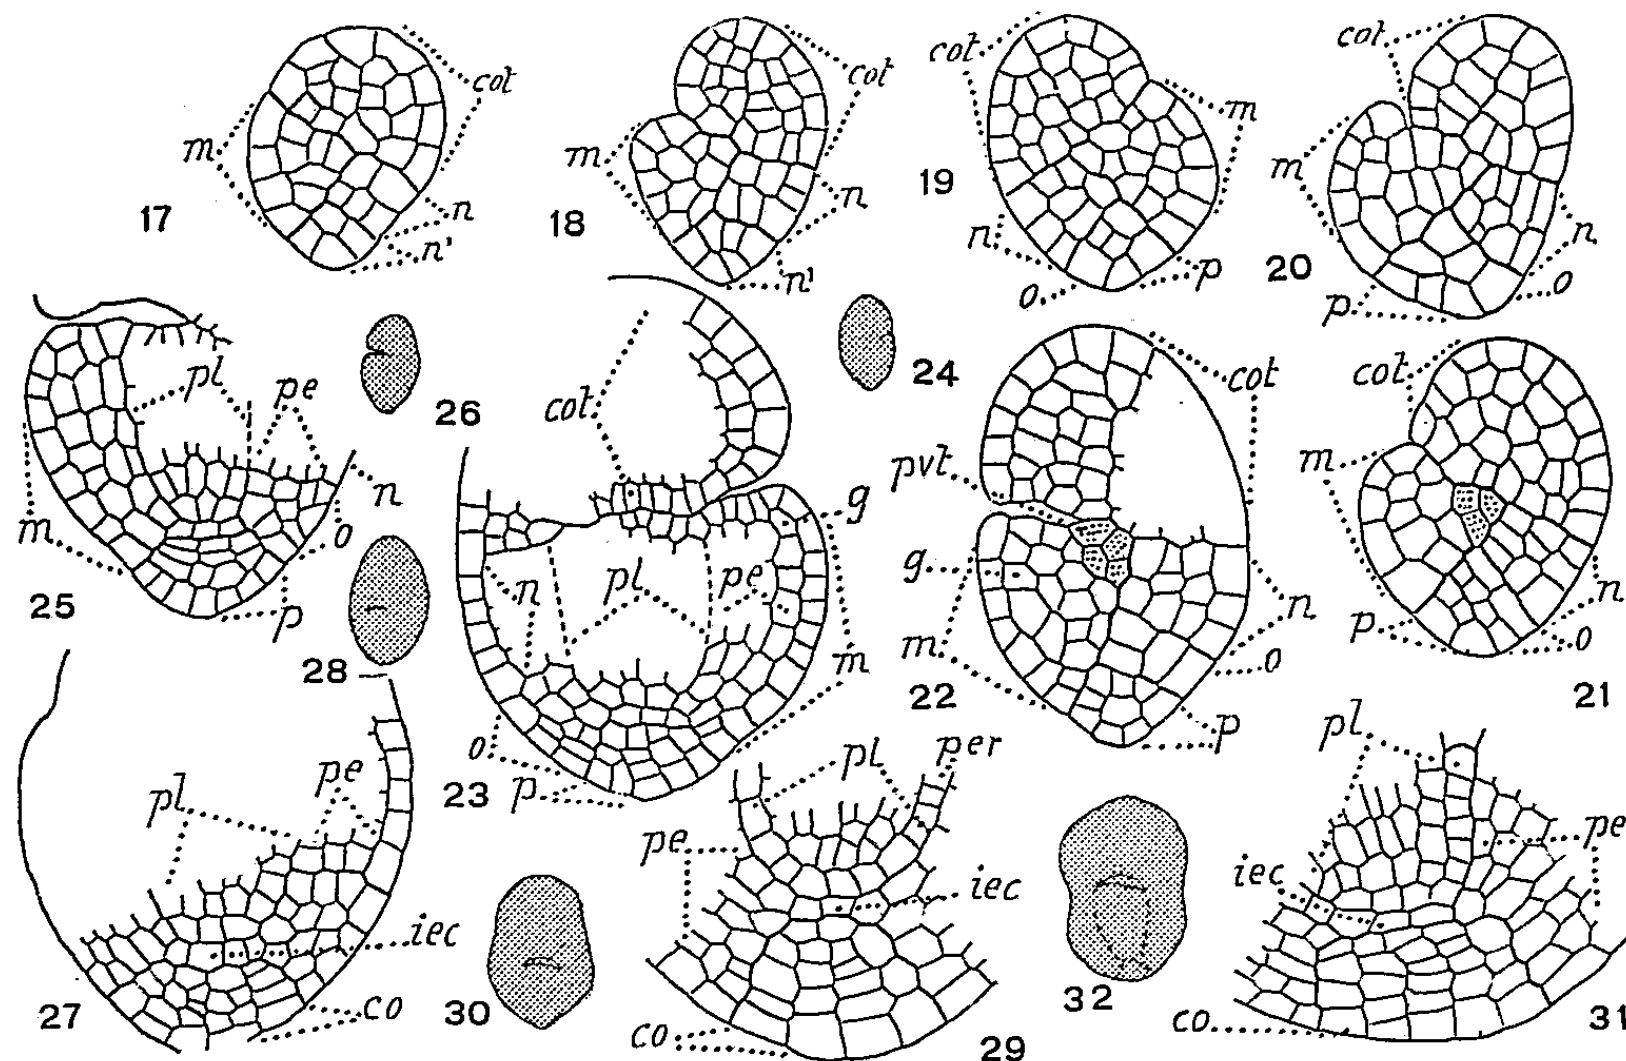 cot
m
n
n'
17
cot
m
n
n'
18
cot
m
n
o
p
19
cot
m
n
o
p
20
pl
pe
m
n
o
p
25
26
28
cot
g
pl
pe
n
m
o
p
23
24
cot
pvt
g
m
n
o
p
22
cot
m
n
o
p
21
pl
pe
iec
co
27
30
pl
per
pe
iec
co
29
32
pl
pe
iec
co
31